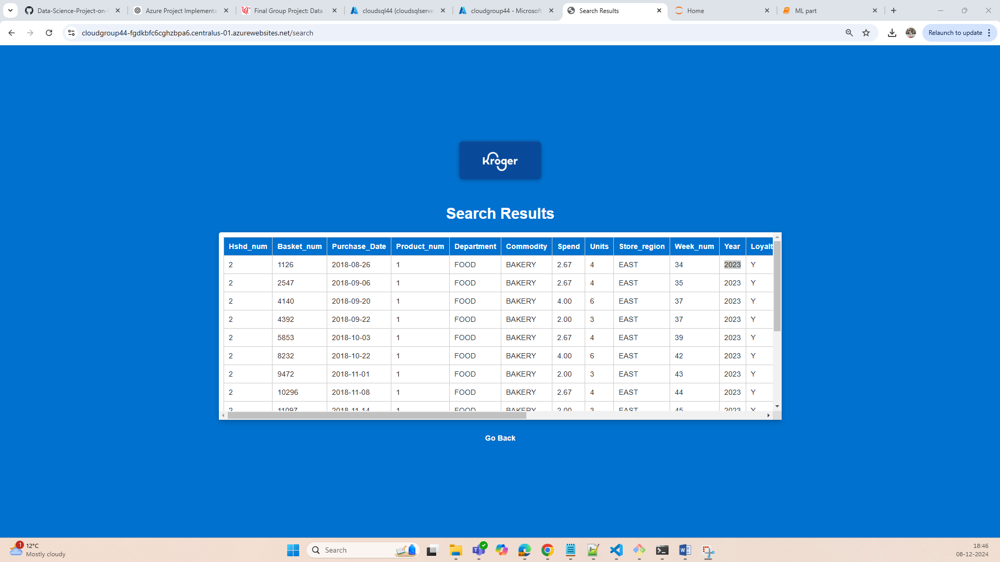 Data-Science-Project-on-
Azure Project Implementa
Final Group Project: Data
cloudsql44 (cloudsqlserve
cloudgroup44 - Microsoft
Search Results
Home
ML part
cloudgroup44-fgdkbfc6cghzbpa6.centralus-01.azurewebsites.net/search
Relaunch to update
Kroger
Search Results
Hshd_num Basket_num Purchase_Date Product_num Department Commodity Spend Units Store_region Week_num Year Loyalt
2 1126 2018-08-26 1 FOOD BAKERY 2.67 4 EAST 34 2023 Y
2 2547 2018-09-06 1 FOOD BAKERY 2.67 4 EAST 35 2023 Y
2 4140 2018-09-20 1 FOOD BAKERY 4.00 6 EAST 37 2023 Y
2 4392 2018-09-22 1 FOOD BAKERY 2.00 3 EAST 37 2023 Y
2 5853 2018-10-03 1 FOOD BAKERY 2.67 4 EAST 39 2023 Y
2 8232 2018-10-22 1 FOOD BAKERY 4.00 6 EAST 42 2023 Y
2 9472 2018-11-01 1 FOOD BAKERY 2.00 3 EAST 43 2023 Y
2 10296 2018-11-08 1 FOOD BAKERY 2.67 4 EAST 44 2023 Y
2 11097 2018-11-14 1 FOOD BAKERY 2.00 3 EAST 45 2023 Y
Go Back
1
12°C
Mostly cloudy
Search
18:46
08-12-2024